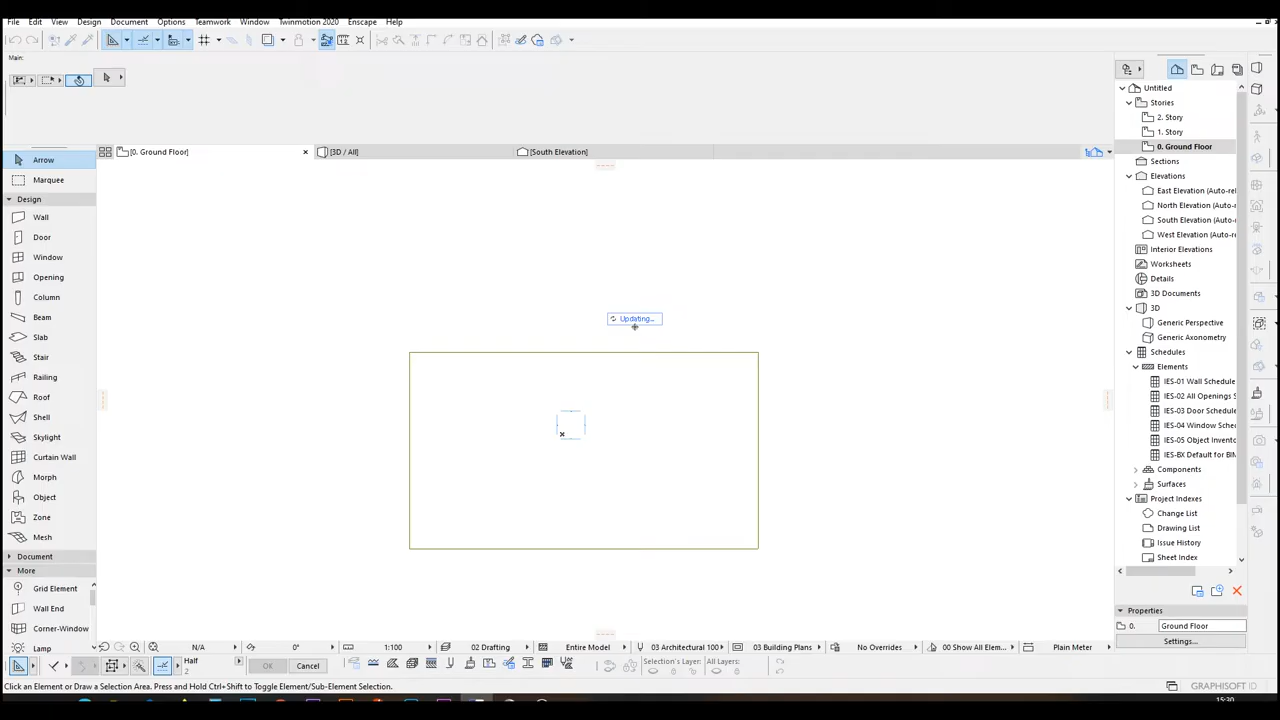 File Edit View Design Document Options Teamwork Window Twinmotion 2020 Enscape Help
Main:
[0. Ground Floor]
[3D / All]
[South Elevation]
Arrow
Marquee
Design
Wall
Door
Window
Opening
Column
Beam
Slab
Stair
Railing
Roof
Shell
Skylight
Curtain Wall
Morph
Object
Zone
Mesh
Document
More
Grid Element
Wall End
Corner-Window
Lamp
Updating...
Untitled
Stories
2. Story
1. Story
0. Ground Floor
Sections
Elevations
East Elevation (Auto-re
North Elevation (Auto-r
South Elevation (Auto-r
West Elevation (Auto-re
Interior Elevations
Worksheets
Details
3D Documents
3D
Generic Perspective
Generic Axonometry
Schedules
Elements
IES-01 Wall Schedule
IES-02 All Openings S
IES-03 Door Schedule
IES-04 Window Sched
IES-05 Object Invento
IES-BX Default for BIM
Components
Surfaces
Project Indexes
Change List
Drawing List
Issue History
Sheet Index
Properties
0. Ground Floor
Settings...
N/A 0° 1:100 02 Drafting Entire Model 03 Architectural 100 03 Building Plans No Overrides 00 Show All Elem... Plain Meter
Half
2
OK Cancel
Selection's Layer: All Layers:
Click an Element or Draw a Selection Area. Press and Hold Ctrl+Shift to Toggle Element/Sub-Element Selection.
GRAPHISOFT ID
15:30